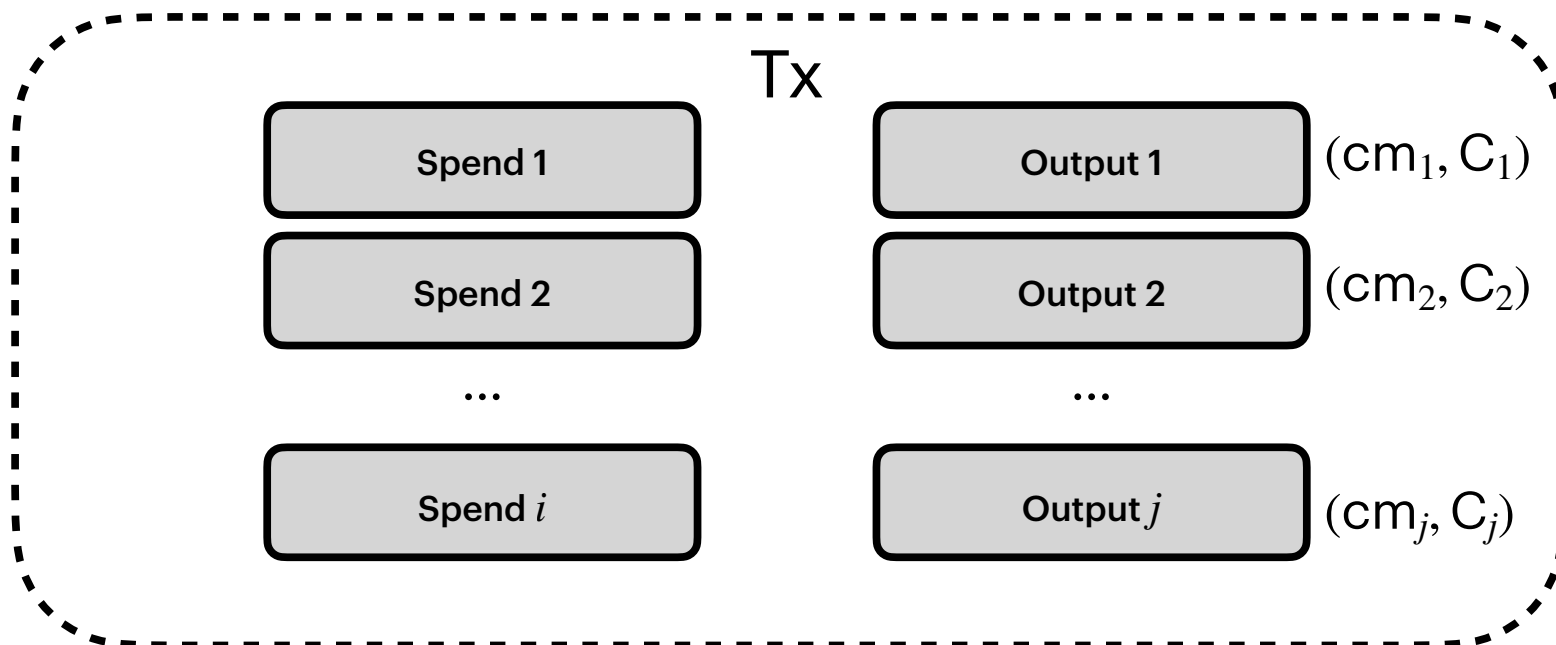 Tx
Spend 1 Output 1 (cm₁, C₁)
Spend 2 Output 2 (cm₂, C₂)
... ...
Spend i Output j (cmⱼ, Cⱼ)